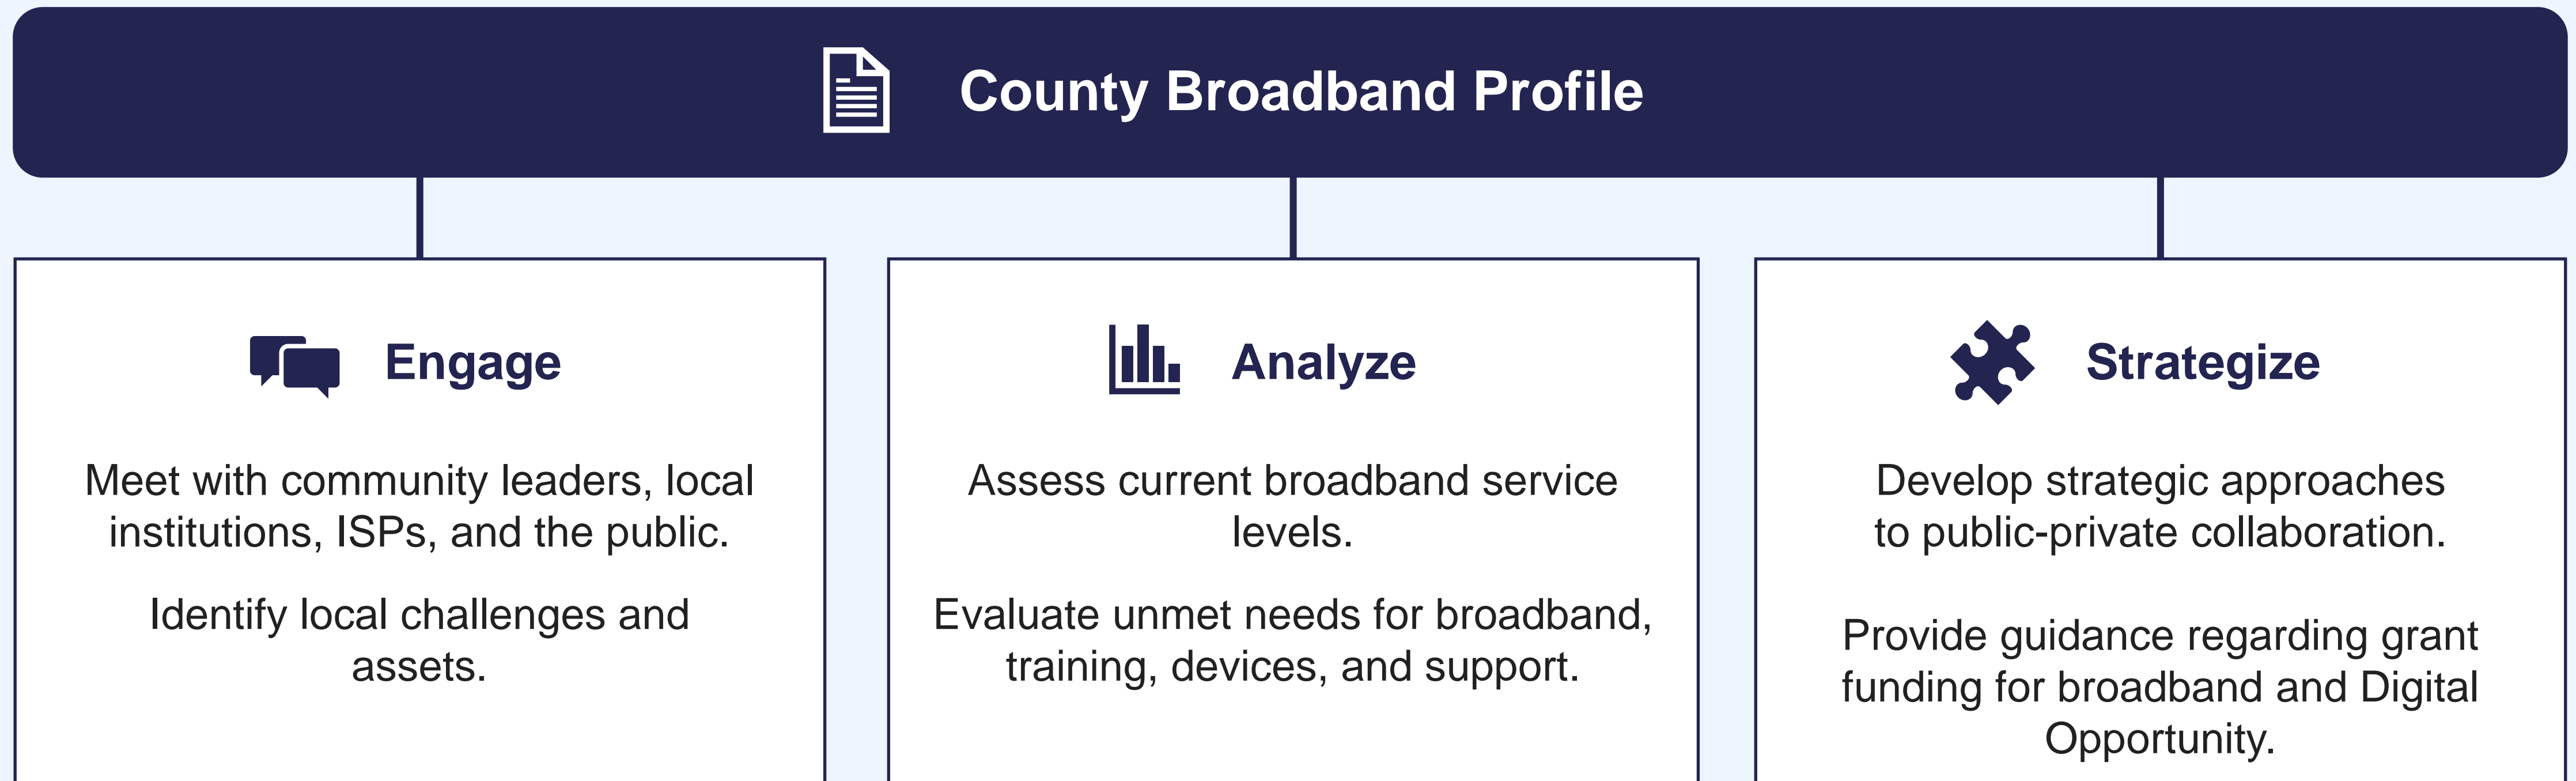 County Broadband Profile
Engage
Meet with community leaders, local
institutions, ISPs, and the public.
Identify local challenges and
assets.
Analyze
Assess current broadband service
levels.
Evaluate unmet needs for broadband,
training, devices, and support.
Strategize
Develop strategic approaches
to public-private collaboration.
Provide guidance regarding grant
funding for broadband and Digital
Opportunity.